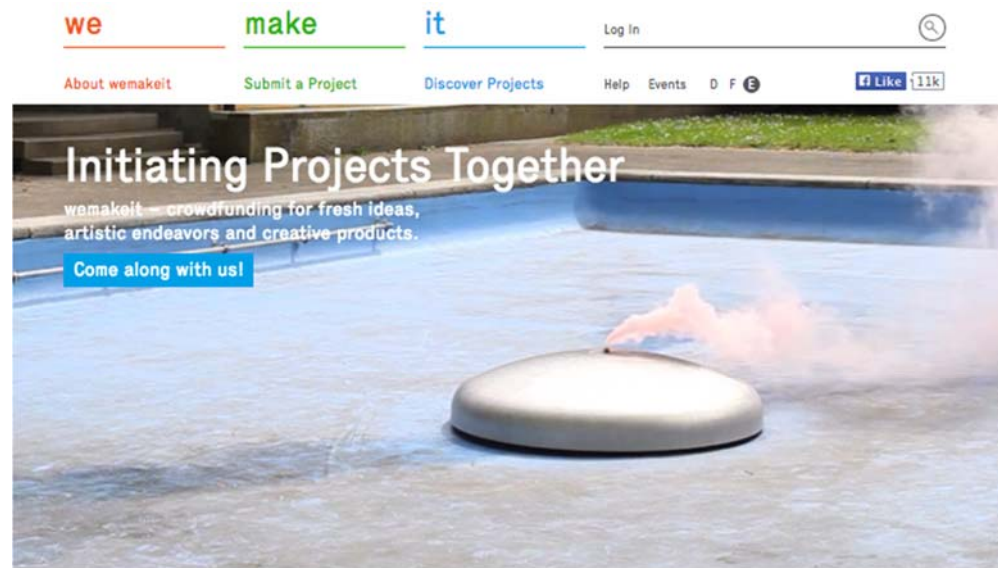 we make it Log In
About wemakeit Submit a Project Discover Projects Help Events D F E Like 11k
Initiating Projects Together
wemakeit – crowdfunding for fresh ideas,
artistic endeavors and creative products.
Come along with us!